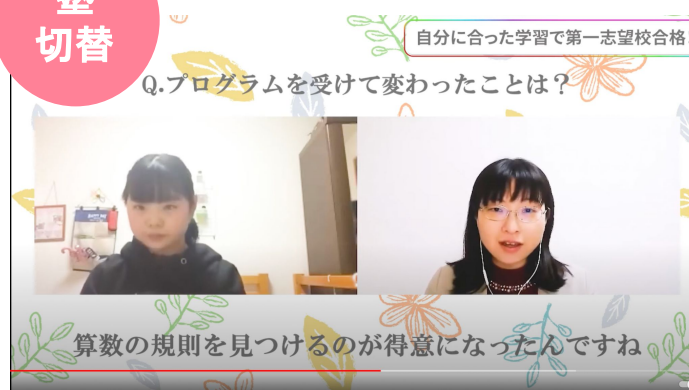 塾
切替
自分に合った学習で第一志望校合格
Q.プログラムを受けて変わったことは？
算数の規則を見つけるのが得意になったんですね